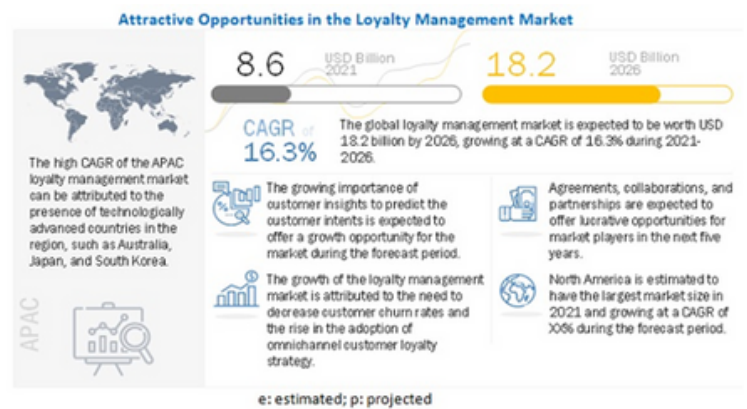 Attractive Opportunities in the Loyalty Management Market
8.6
USD Billion
2021
18.2
USD Billion
2026
CAGR of
16.3%
The global loyalty management market is expected to be worth USD
18.2 billion by 2026, growing at a CAGR of 16.3% during 2021-
2026.
The high CAGR of the APAC
loyalty management market
can be attributed to the
presence of technologically
advanced countries in the
region, such as Australia,
Japan, and South Korea.
APAC
The growing importance of
customer insights to predict the
customer intents is expected to
offer a growth opportunity for the
market during the forecast period.
The growth of the loyalty management
market is attributed to the need to
decrease customer churn rates and
the rise in the adoption of
omnichannel customer loyalty
strategy.
Agreements, collaborations, and
partnerships are expected to
offer lucrative opportunities for
market players in the next five
years.
North America is estimated to
have the largest market size in
2021 and growing at a CAGR of
XX% during the forecast period.
e: estimated; p: projected